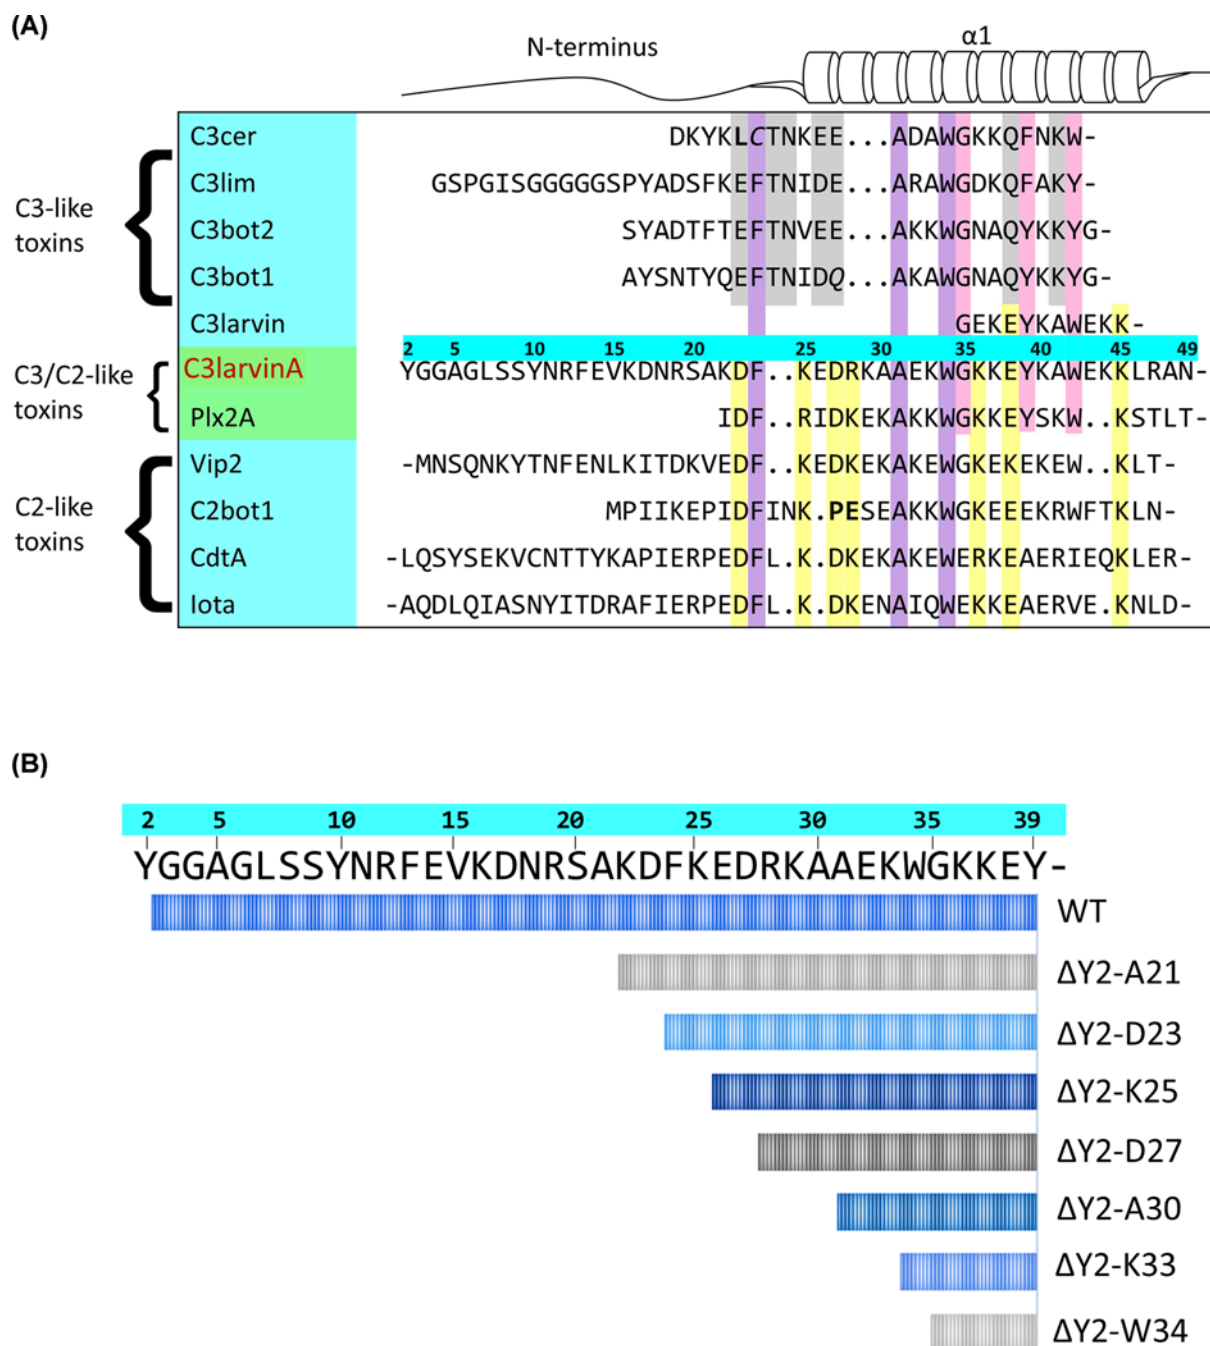 (A)
N-terminus
α1
C3-like toxins
C3cer DKYKLCTNKEE...ADAWGKKQFNKW-
C3lim GSPGISGGGGGSPYADSFKEFTNIDE...ARAWGDKQFAKY-
C3bot2 SYADTFTEFTNVEE...AKKWGNAQYKKYG-
C3bot1 AYSNTYQEFTNIDQ...AKAWGNAQYKKYG-
C3larvin GEKEYKAWEKK-
2 5 10 15 20 25 30 35 40 45 49
C3/C2-like toxins
C3larvinA YGGAGLSSYNRFEVKDNRSAKDF..KEDRKAAEKWGKKEYKAWEKKLRAN-
Plx2A IDF..RIDKEKAKKWGKKEYSKW..KSTLT-
C2-like toxins
Vip2 -MNSQNKYTNFENLKITDKVEDF..KEDKEKAKEWGKEKEKEW..KLT-
C2bot1 MPIIKEPIDFINK.PESEAKKWGKEEEKRWFTKLN-
CdtA -LQSYSEKVCNTTYKAPIERPEDFL.K.DKEKAKEWERKEAERIEQKLER-
Iota -AQDLQIASNYITDRAFIERPEDFL.K.DKENAIQWEKKEAERVE.KNLD-
(B)
2 5 10 15 20 25 30 35 39
YGGAGLSSYNRFEVKDNRSAKDFKEDRKAAEKWGKKEY-
WT
ΔY2-A21
ΔY2-D23
ΔY2-K25
ΔY2-D27
ΔY2-A30
ΔY2-K33
ΔY2-W34